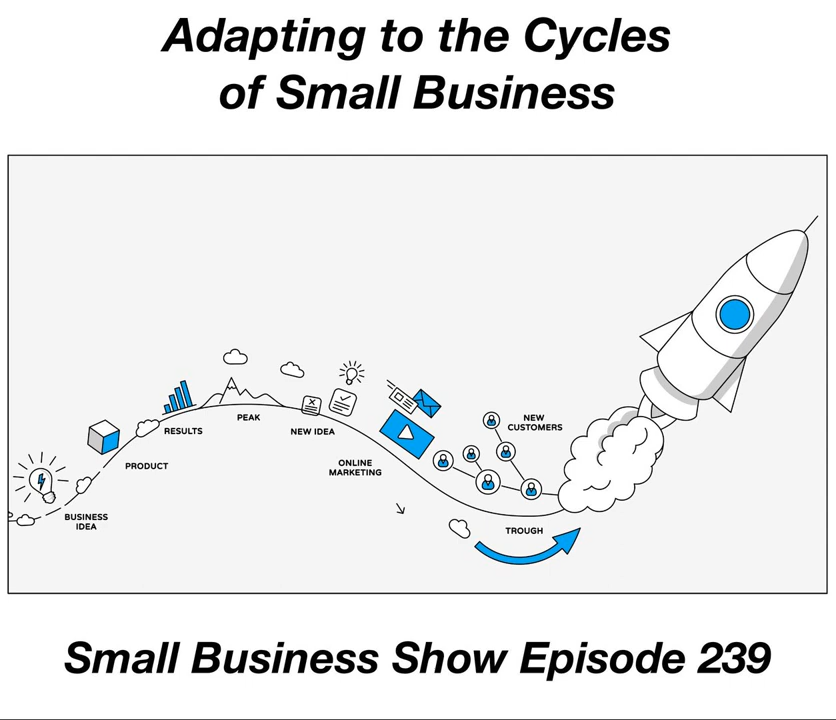 Adapting to the Cycles
of Small Business
BUSINESS
IDEA
PRODUCT
RESULTS
PEAK
NEW IDEA
ONLINE
MARKETING
NEW
CUSTOMERS
TROUGH
Small Business Show Episode 239